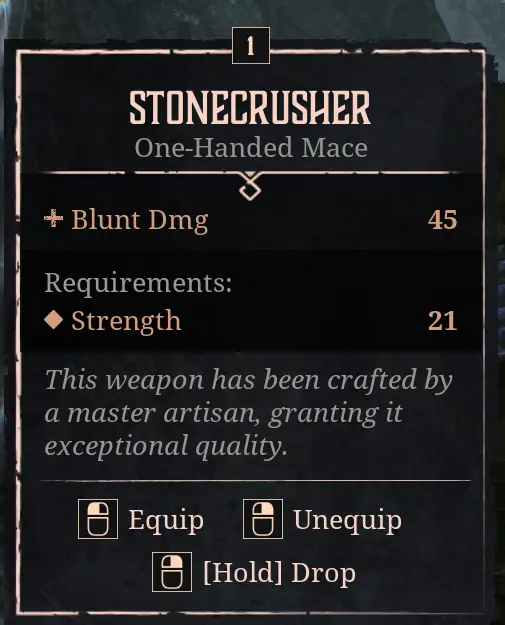 1
STONECRUSHER
One-Handed Mace
Blunt Dmg 45
Requirements:
Strength 21
This weapon has been crafted by
a master artisan, granting it
exceptional quality.
Equip Unequip
[Hold] Drop